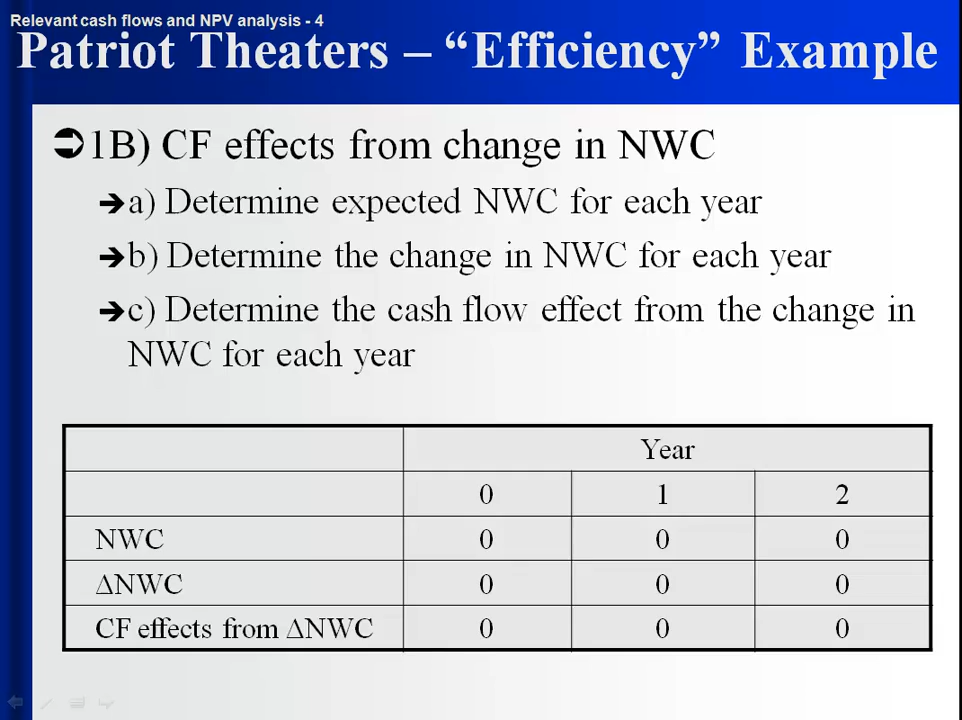 Relevant cash flows and NPV analysis - 4
Patriot Theaters – “Efficiency” Example
1B) CF effects from change in NWC
a) Determine expected NWC for each year
b) Determine the change in NWC for each year
c) Determine the cash flow effect from the change in
NWC for each year
Year
0 1 2
NWC 0 0 0
ΔNWC 0 0 0
CF effects from ΔNWC 0 0 0